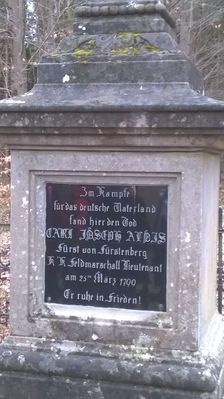 Im Kampfe
für das deutsche Vaterland
fand hier den Tod
CARL JOSEPH ALOIS
Fürst von Fürstenberg
K. K. Feldmarschall Lieutenant
am 25ten März 1799
Er ruhe in Frieden!